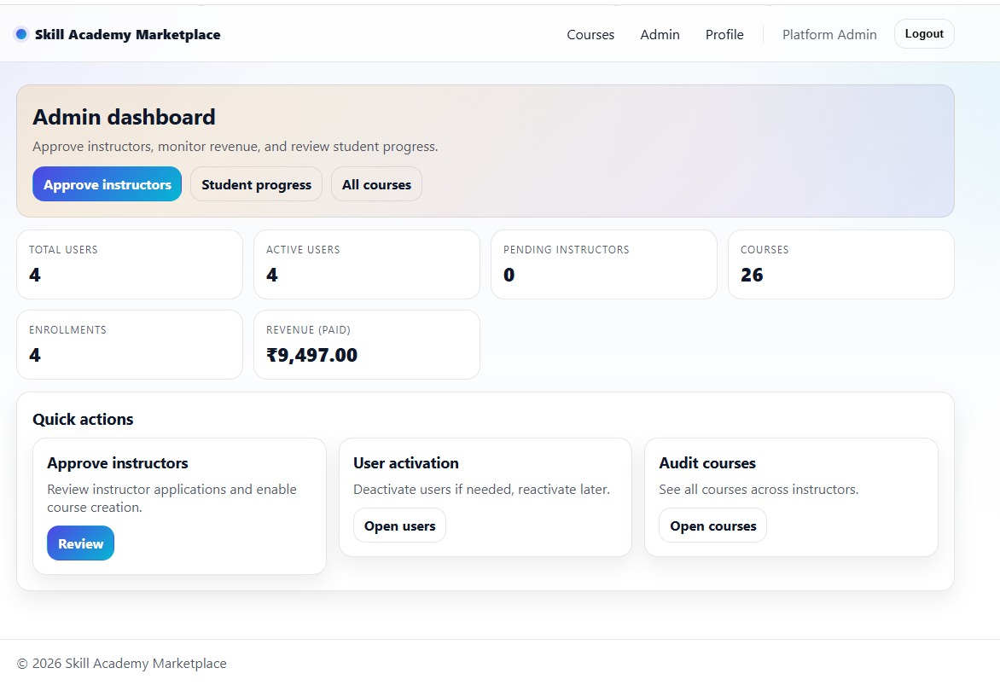 Skill Academy Marketplace
Courses Admin Profile Platform Admin Logout
Admin dashboard
Approve instructors, monitor revenue, and review student progress.
Approve instructors Student progress All courses
TOTAL USERS ACTIVE USERS PENDING INSTRUCTORS COURSES
4 4 0 26
ENROLLMENTS REVENUE (PAID)
4 ₹9,497.00
Quick actions
Approve instructors
Review instructor applications and enable
course creation.
Review
User activation
Deactivate users if needed, reactivate later.
Open users
Audit courses
See all courses across instructors.
Open courses
© 2026 Skill Academy Marketplace